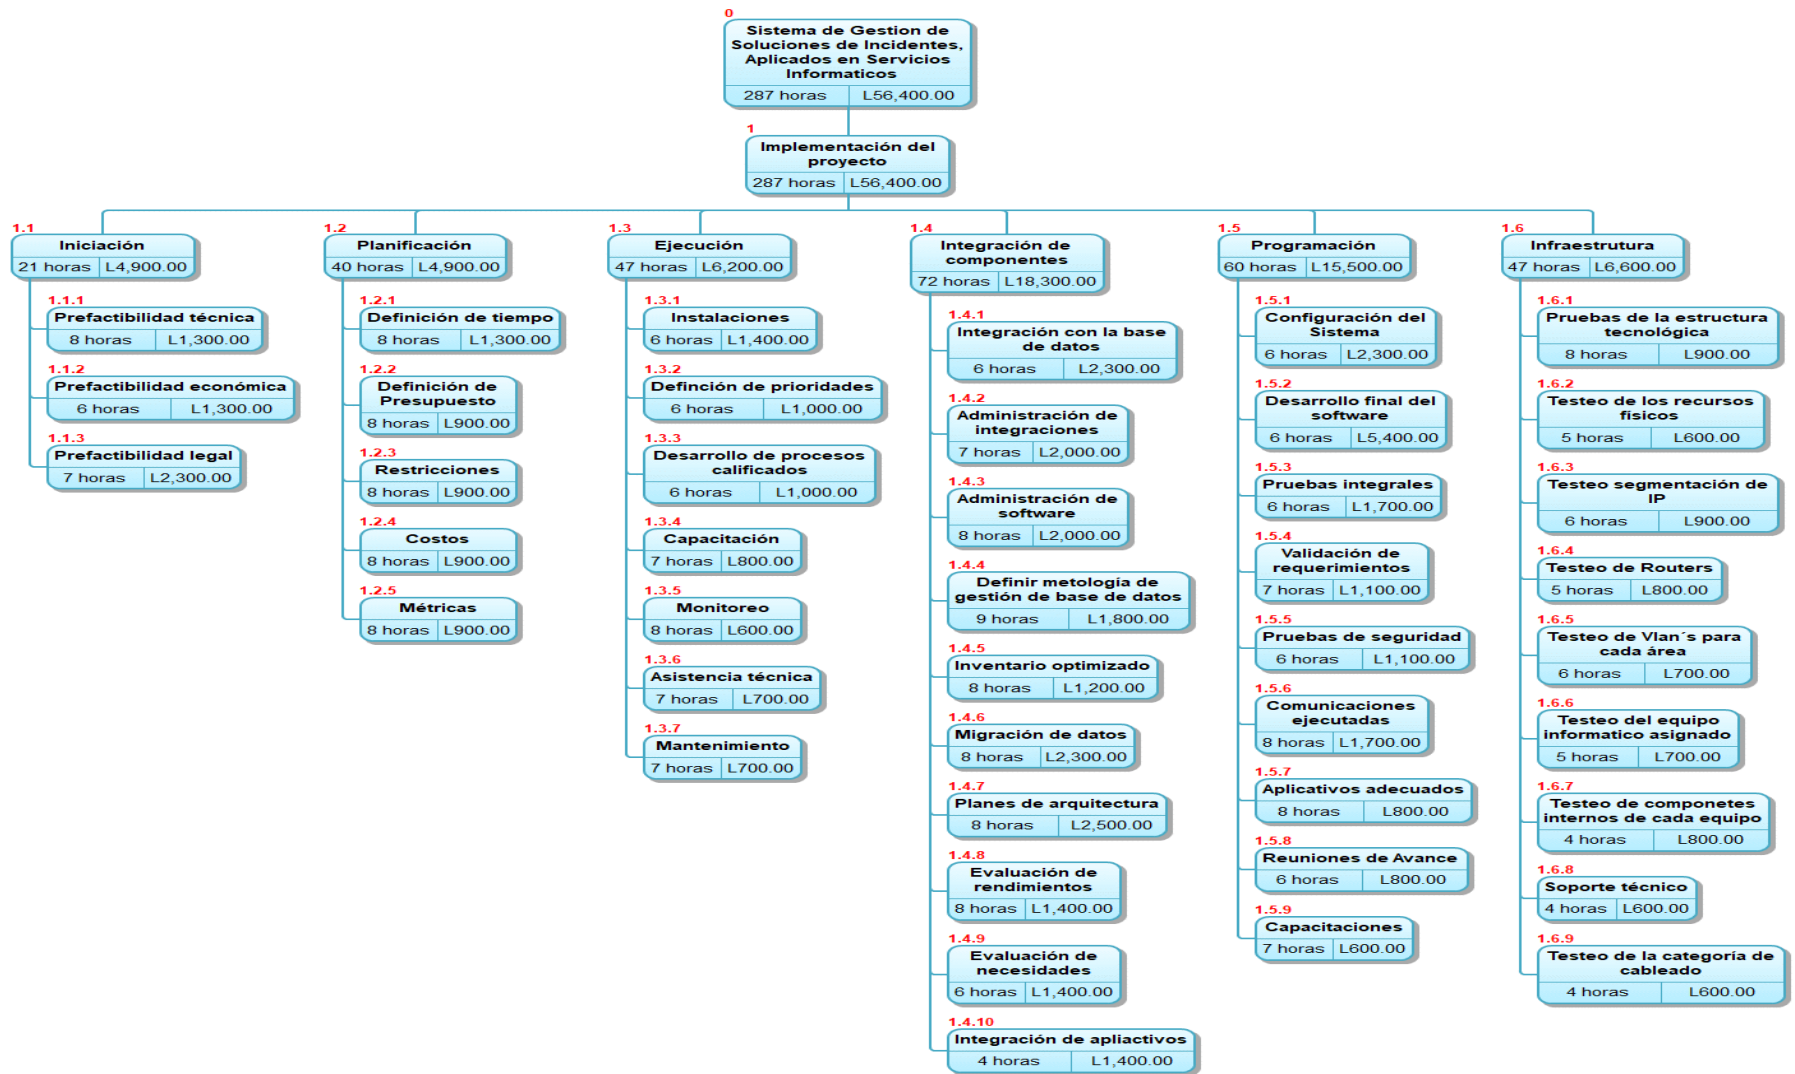 0
Sistema de Gestion de
Soluciones de Incidentes,
Aplicados en Servicios
Informaticos
287 horas L56,400.00
1
Implementación del
proyecto
287 horas L56,400.00
1.1
Iniciación
21 horas L4,900.00
1.1.1
Prefactibilidad técnica
8 horas L1,300.00
1.1.2
Prefactibilidad económica
6 horas L1,300.00
1.1.3
Prefactibilidad legal
7 horas L2,300.00
1.2
Planificación
40 horas L4,900.00
1.2.1
Definición de tiempo
8 horas L1,300.00
1.2.2
Definición de
Presupuesto
8 horas L900.00
1.2.3
Restricciones
8 horas L900.00
1.2.4
Costos
8 horas L900.00
1.2.5
Métricas
8 horas L900.00
1.3
Ejecución
47 horas L6,200.00
1.3.1
Instalaciones
6 horas L1,400.00
1.3.2
Definción de prioridades
6 horas L1,000.00
1.3.3
Desarrollo de procesos
calificados
6 horas L1,000.00
1.3.4
Capacitación
7 horas L800.00
1.3.5
Monitoreo
8 horas L600.00
1.3.6
Asistencia técnica
7 horas L700.00
1.3.7
Mantenimiento
7 horas L700.00
1.4
Integración de
componentes
72 horas L18,300.00
1.4.1
Integración con la base
de datos
6 horas L2,300.00
1.4.2
Administración de
integraciones
7 horas L2,000.00
1.4.3
Administración de
software
8 horas L2,000.00
1.4.4
Definir metología de
gestión de base de datos
9 horas L1,800.00
1.4.5
Inventario optimizado
8 horas L1,200.00
1.4.6
Migración de datos
8 horas L2,300.00
1.4.7
Planes de arquitectura
8 horas L2,500.00
1.4.8
Evaluación de
rendimientos
8 horas L1,400.00
1.4.9
Evaluación de
necesidades
6 horas L1,400.00
1.4.10
Integración de apliactivos
4 horas L1,400.00
1.5
Programación
60 horas L15,500.00
1.5.1
Configuración del
Sistema
6 horas L2,300.00
1.5.2
Desarrollo final del
software
6 horas L5,400.00
1.5.3
Pruebas integrales
6 horas L1,700.00
1.5.4
Validación de
requerimientos
7 horas L1,100.00
1.5.5
Pruebas de seguridad
6 horas L1,100.00
1.5.6
Comunicaciones
ejecutadas
8 horas L1,700.00
1.5.7
Aplicativos adecuados
8 horas L800.00
1.5.8
Reuniones de Avance
6 horas L800.00
1.5.9
Capacitaciones
7 horas L600.00
1.6
Infraestrutura
47 horas L6,600.00
1.6.1
Pruebas de la estructura
tecnológica
8 horas L900.00
1.6.2
Testeo de los recursos
físicos
5 horas L600.00
1.6.3
Testeo segmentación de
IP
6 horas L900.00
1.6.4
Testeo de Routers
5 horas L800.00
1.6.5
Testeo de Vlan´s para
cada área
6 horas L700.00
1.6.6
Testeo del equipo
informatico asignado
5 horas L700.00
1.6.7
Testeo de componetes
internos de cada equipo
4 horas L800.00
1.6.8
Soporte técnico
4 horas L600.00
1.6.9
Testeo de la categoría de
cableado
4 horas L600.00